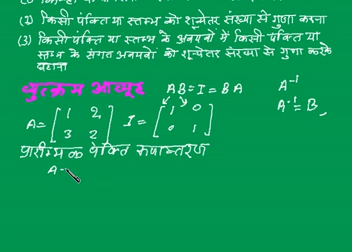 (2) किसी पंक्ति या स्तम्भ को शून्येतर संख्या से गुणा करना
(3) किसी पंक्ति या स्तम्भ के अवयवों में किसी पंक्ति या
स्तम्भ के संगत अवयवों को शून्येतर संख्या से गुणा करके
व्युत्क्रम आव्यूह AB = I = BA A⁻¹
A⁻¹ = B,
A = [1 2 I = [1 0
3 2] 0 1]
प्रारम्भिक पंक्ति रूपान्तरण
A =